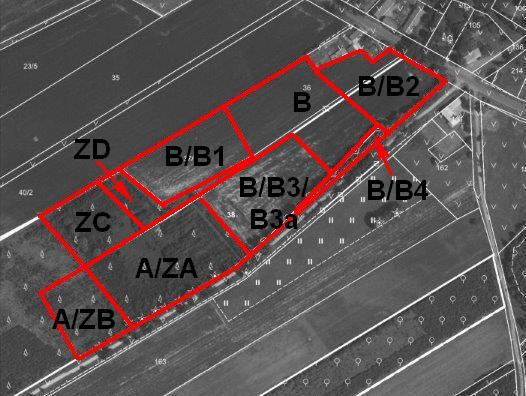 105
23/5
35
36
B
B/B2
214
ZD
B/B1
162
40/2
B/B3/
B3a
B/B4
ZC
38
A/ZA
A/ZB
163